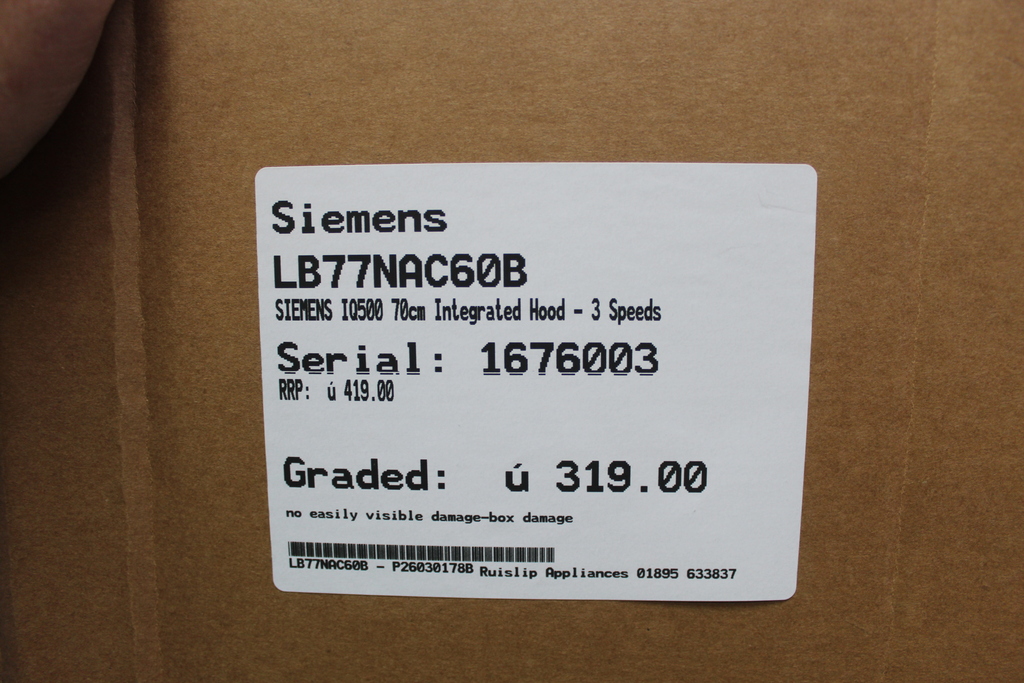 Siemens
LB77NAC60B
SIEMENS IQ500 70cm Integrated Hood - 3 Speeds
Serial: 1676003
RRP: ú 419.00
Graded: ú 319.00
no easily visible damage-box damage
LB77NAC60B - P26030178B Ruislip Appliances 01895 633837